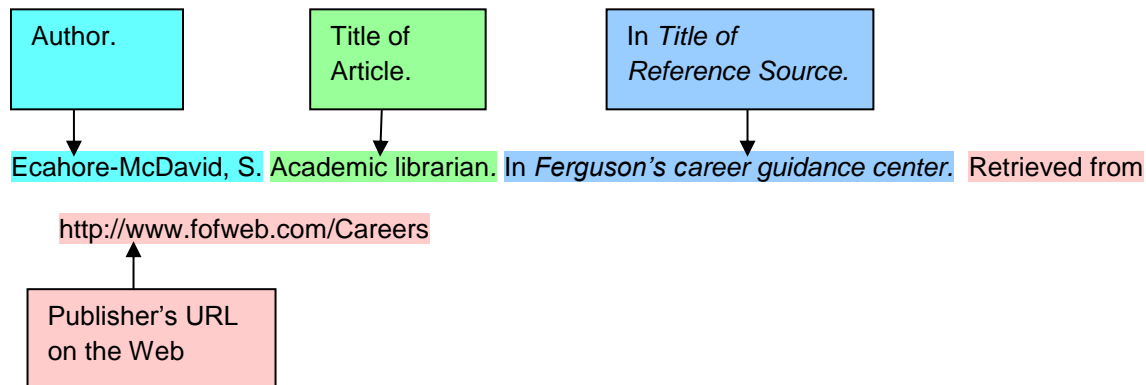 Author.
Title of
Article.
In Title of
Reference Source.
Ecahore-McDavid, S. Academic librarian. In Ferguson’s career guidance center. Retrieved from
http://www.fofweb.com/Careers
Publisher’s URL
on the Web